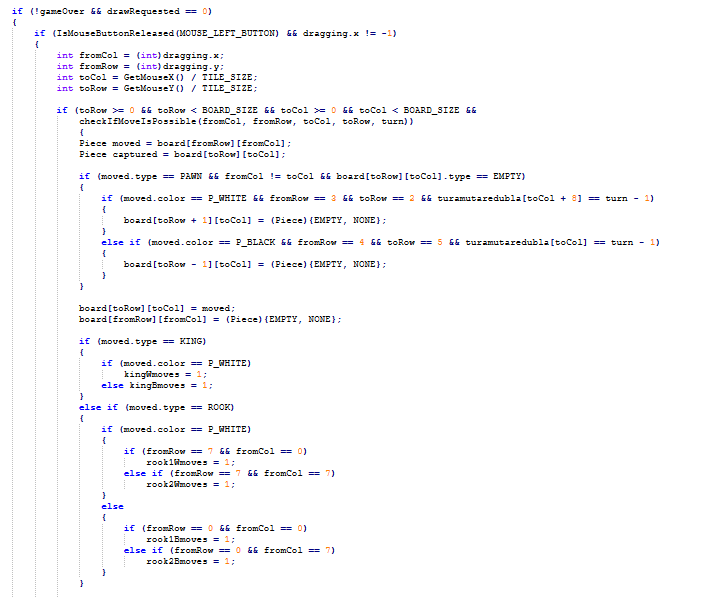 if (!gameOver && drawRequested == 0)
{
if (IsMouseButtonReleased(MOUSE_LEFT_BUTTON) && dragging.x != -1)
{
int fromCol = (int)dragging.x;
int fromRow = (int)dragging.y;
int toCol = GetMouseX() / TILE_SIZE;
int toRow = GetMouseY() / TILE_SIZE;
if (toRow >= 0 && toRow < BOARD_SIZE && toCol >= 0 && toCol < BOARD_SIZE &&
checkIfMoveIsPossible(fromCol, fromRow, toCol, toRow, turn))
{
Piece moved = board[fromRow][fromCol];
Piece captured = board[toRow][toCol];
if (moved.type == PAWN && fromCol != toCol && board[toRow][toCol].type == EMPTY)
{
if (moved.color == P_WHITE && fromRow == 3 && toRow == 2 && turamutaredubla[toCol + 8] == turn - 1)
{
board[toRow + 1][toCol] = (Piece){EMPTY, NONE};
}
else if (moved.color == P_BLACK && fromRow == 4 && toRow == 5 && turamutaredubla[toCol] == turn - 1)
{
board[toRow - 1][toCol] = (Piece){EMPTY, NONE};
}
}
board[toRow][toCol] = moved;
board[fromRow][fromCol] = (Piece){EMPTY, NONE};
if (moved.type == KING)
{
if (moved.color == P_WHITE)
kingWmoves = 1;
else kingBmoves = 1;
}
else if (moved.type == ROOK)
{
if (moved.color == P_WHITE)
{
if (fromRow == 7 && fromCol == 0)
rook1Wmoves = 1;
else if (fromRow == 7 && fromCol == 7)
rook2Wmoves = 1;
}
else
{
if (fromRow == 0 && fromCol == 0)
rook1Bmoves = 1;
else if (fromRow == 0 && fromCol == 7)
rook2Bmoves = 1;
}
}